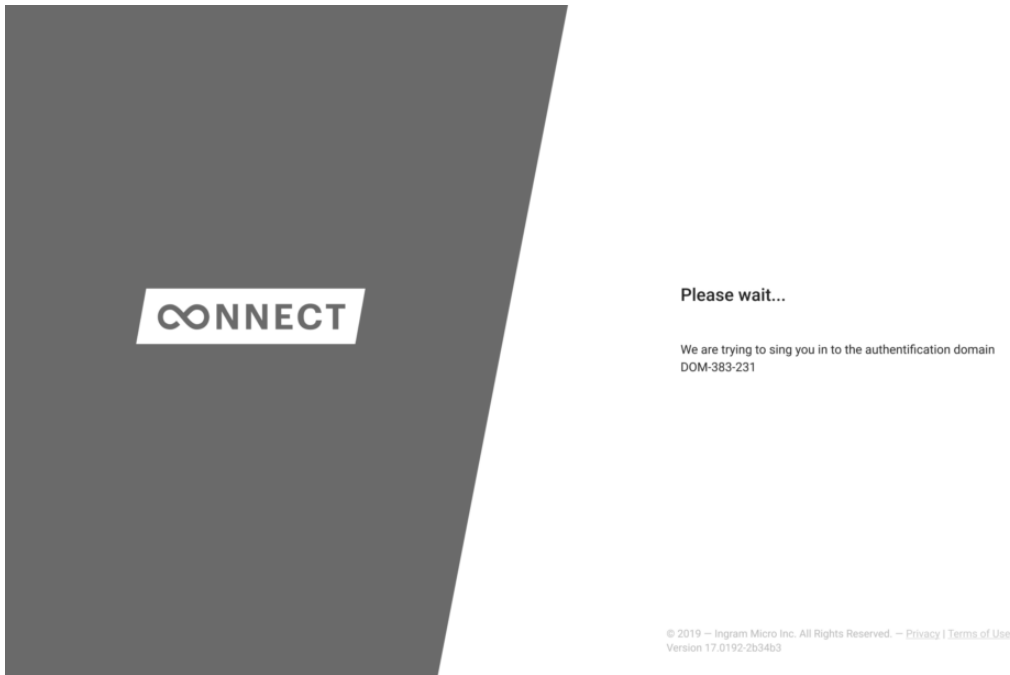 CONNECT
Please wait...
We are trying to sing you in to the authentification domain
DOM-383-231
© 2019 — Ingram Micro Inc. All Rights Reserved. — Privacy | Terms of Use
Version 17.0192-2b34b3